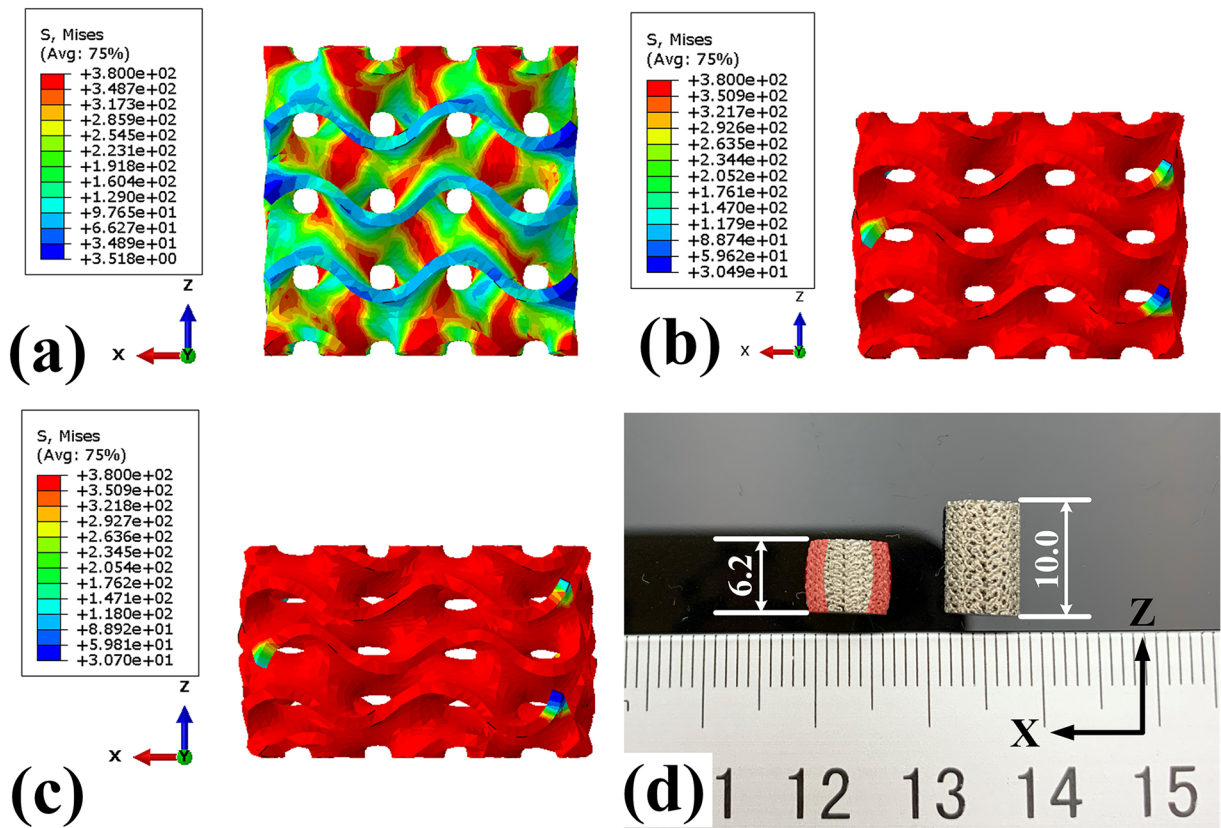 S, Mises
(Avg: 75%)
+3.800e+02
+3.487e+02
+3.173e+02
+2.859e+02
+2.545e+02
+2.231e+02
+1.918e+02
+1.604e+02
+1.290e+02
+9.765e+01
+6.627e+01
+3.489e+01
+3.518e+00
Z
X
Y
(a)
S, Mises
(Avg: 75%)
+3.800e+02
+3.509e+02
+3.217e+02
+2.926e+02
+2.635e+02
+2.344e+02
+2.052e+02
+1.761e+02
+1.470e+02
+1.179e+02
+8.874e+01
+5.962e+01
+3.049e+01
Z
X
Y
(b)
S, Mises
(Avg: 75%)
+3.800e+02
+3.509e+02
+3.218e+02
+2.927e+02
+2.636e+02
+2.345e+02
+2.054e+02
+1.762e+02
+1.471e+02
+1.180e+02
+8.892e+01
+5.981e+01
+3.070e+01
Z
X
Y
(c)
6.2
10.0
Z
X
1 12 13 14 15
(d)